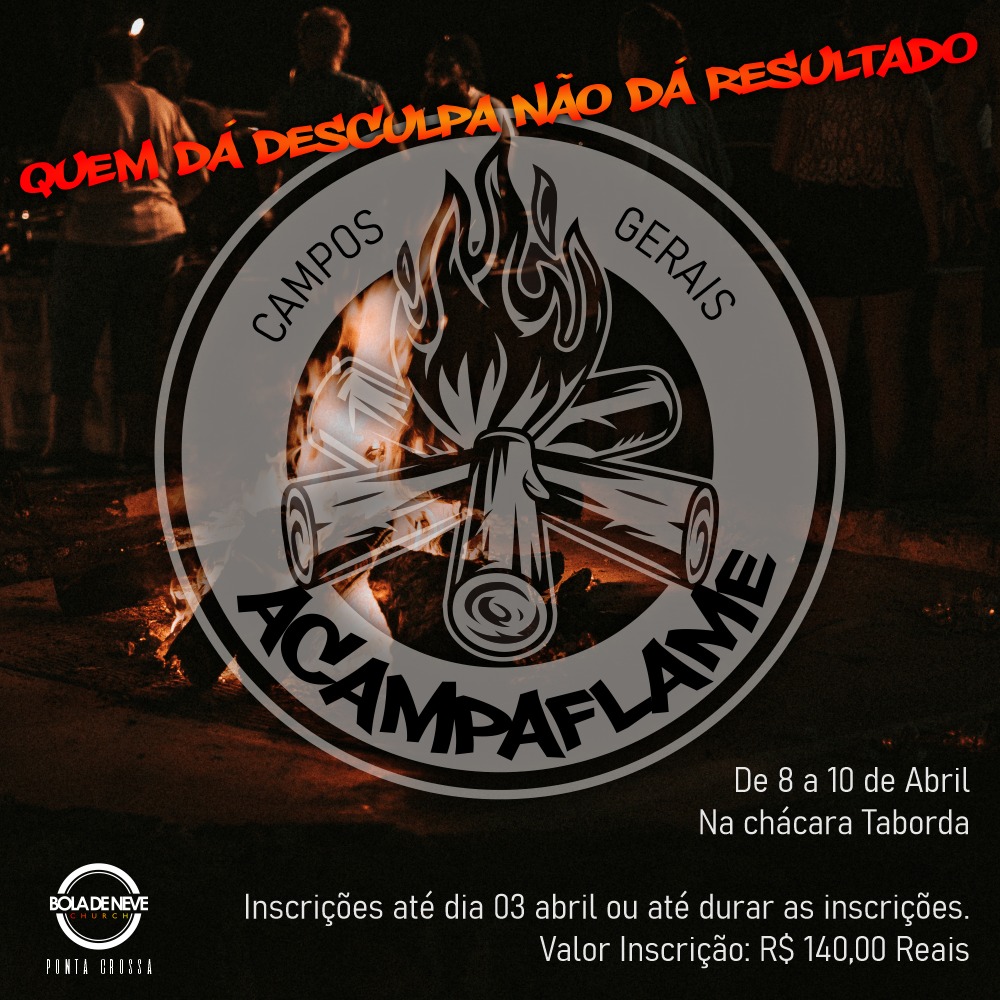 QUEM DÁ DESCULPA NÃO DÁ RESULTADO
CAMPOS GERAIS
ACAMPAFLAME
De 8 a 10 de Abril
Na chácara Taborda
BOLA DE NEVE
CHURCH
PONTA GROSSA
Inscrições até dia 03 abril ou até durar as inscrições.
Valor Inscrição: R$ 140,00 Reais